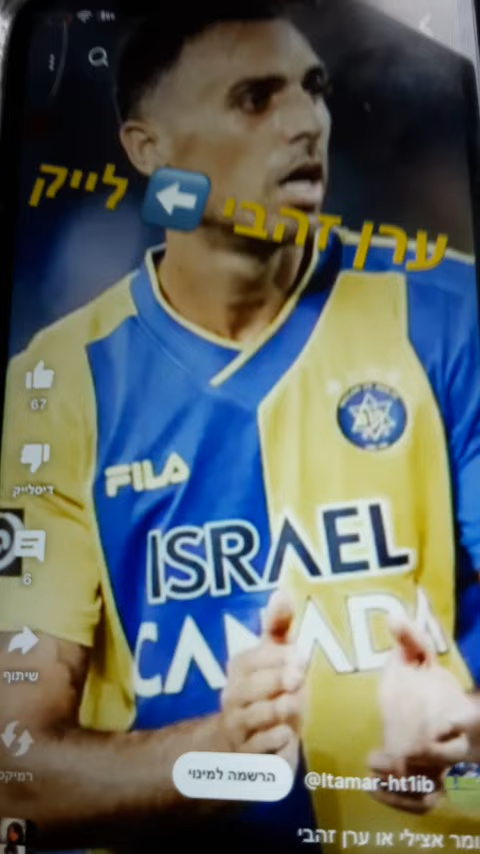 ערן זהבי ⬅️ לייק
67
FILA
דיסלייק
ISRAEL
6
CANADA
שיתוף
הרשמה למינוי
@Itamar-ht1ib
ומר אצילי או ערן זהבי